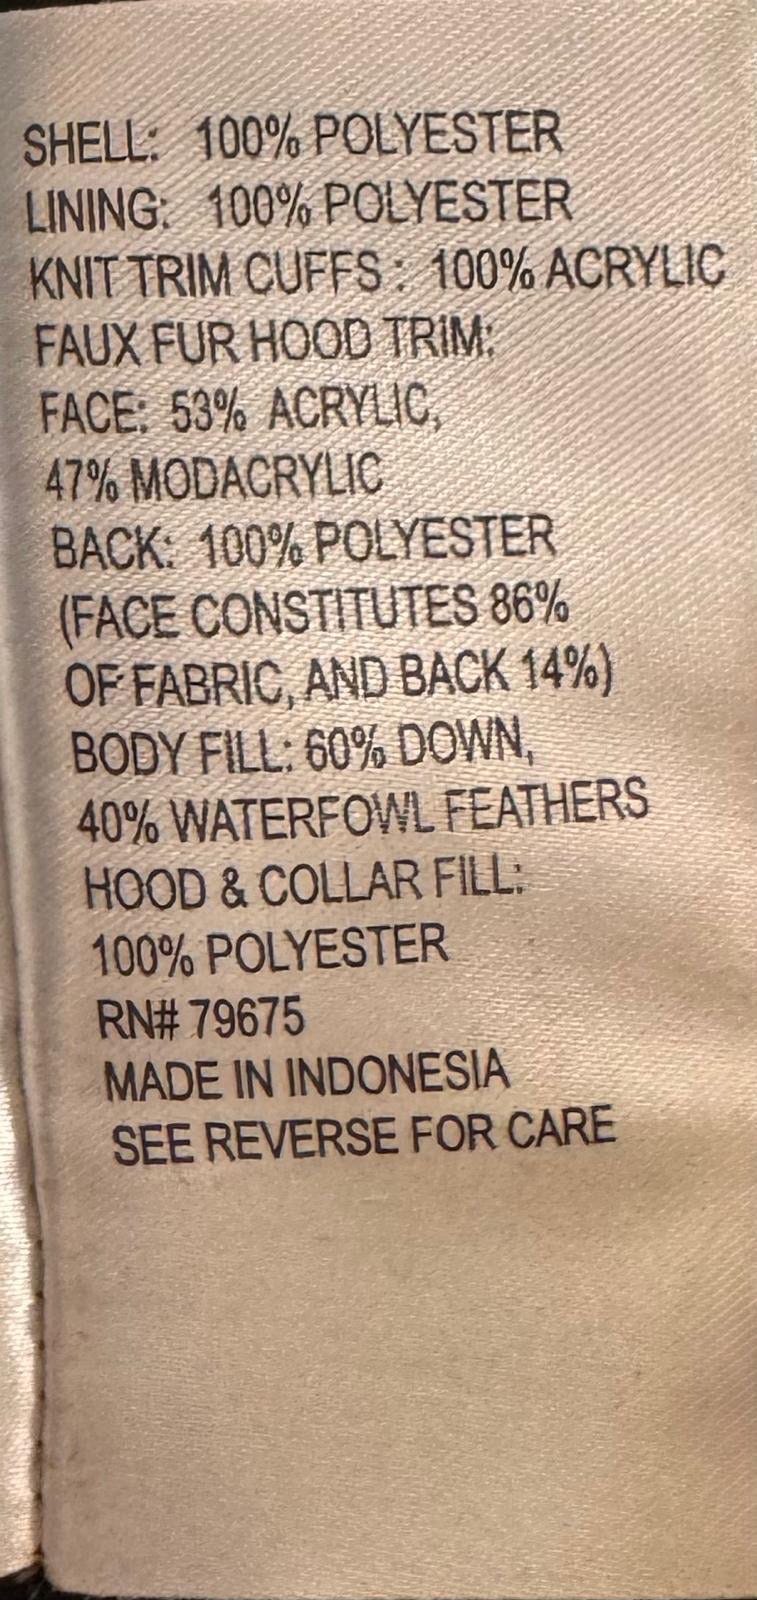 SHELL: 100% POLYESTER
LINING: 100% POLYESTER
KNIT TRIM CUFFS : 100% ACRYLIC
FAUX FUR HOOD TRIM:
FACE: 53% ACRYLIC,
47% MODACRYLIC
BACK: 100% POLYESTER
(FACE CONSTITUTES 86%
OF FABRIC, AND BACK 14%)
BODY FILL: 60% DOWN,
40% WATERFOWL FEATHERS
HOOD & COLLAR FILL:
100% POLYESTER
RN# 79675
MADE IN INDONESIA
SEE REVERSE FOR CARE